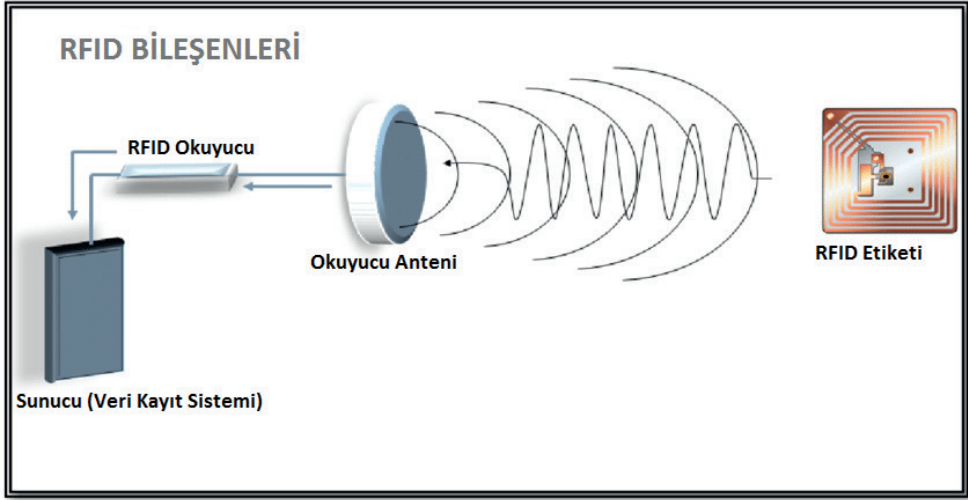 RFID BİLEŞENLERİ
RFID Okuyucu
Okuyucu Anteni
RFID Etiketi
Sunucu (Veri Kayıt Sistemi)